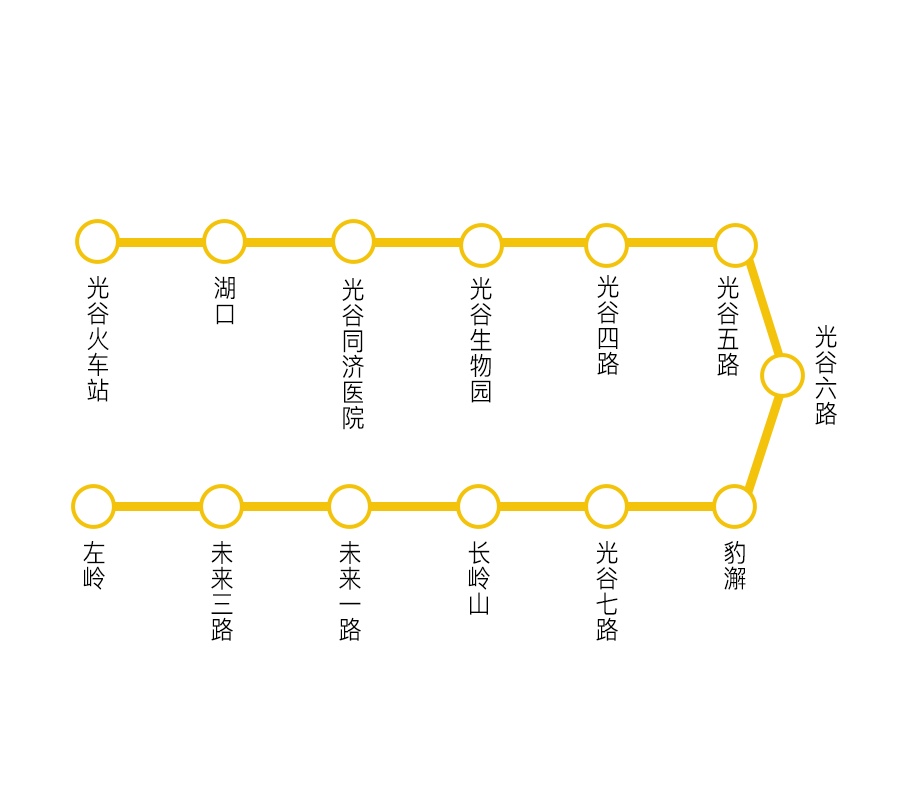 光谷火车站
湖口
光谷同济医院
光谷生物园
光谷四路
光谷五路
光谷六路
左岭
未来三路
未来一路
长岭山
光谷七路
豹澥